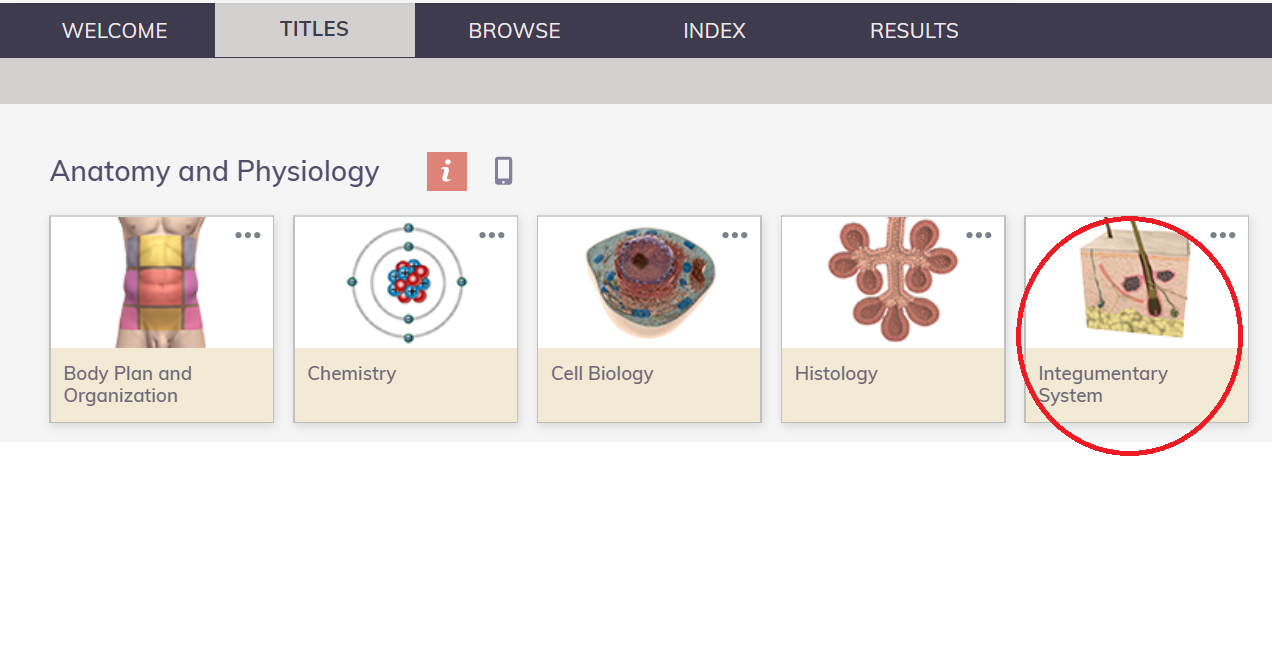 WELCOME
TITLES
BROWSE
INDEX
RESULTS
Anatomy and Physiology
i
Body Plan and
Organization
Chemistry
Cell Biology
Histology
Integumentary
System